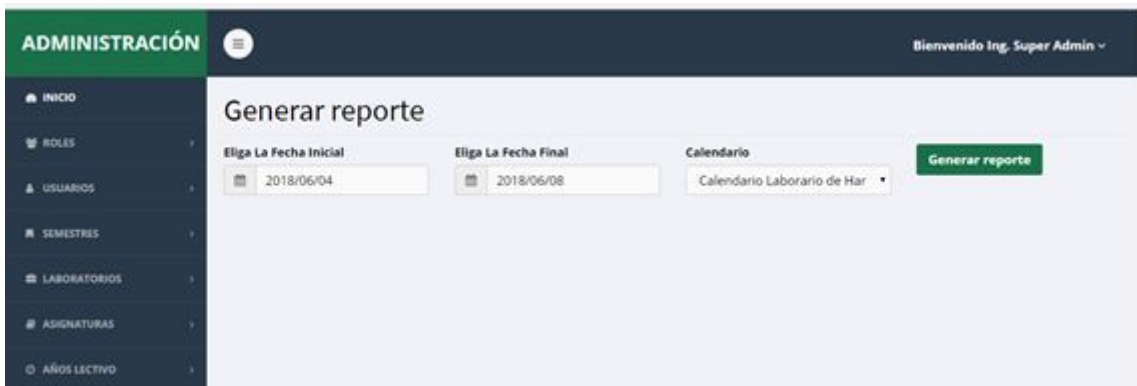 ADMINISTRACIÓN
Bienvenido Ing. Super Admin
INICIO
ROLES
USUARIOS
SEMESTRES
LABORATORIOS
ASIGNATURAS
AÑOS LECTIVO
Generar reporte
Eliga La Fecha Inicial
Eliga La Fecha Final
Calendario
2018/06/04
2018/06/08
Calendario Laborario de Har
Generar reporte